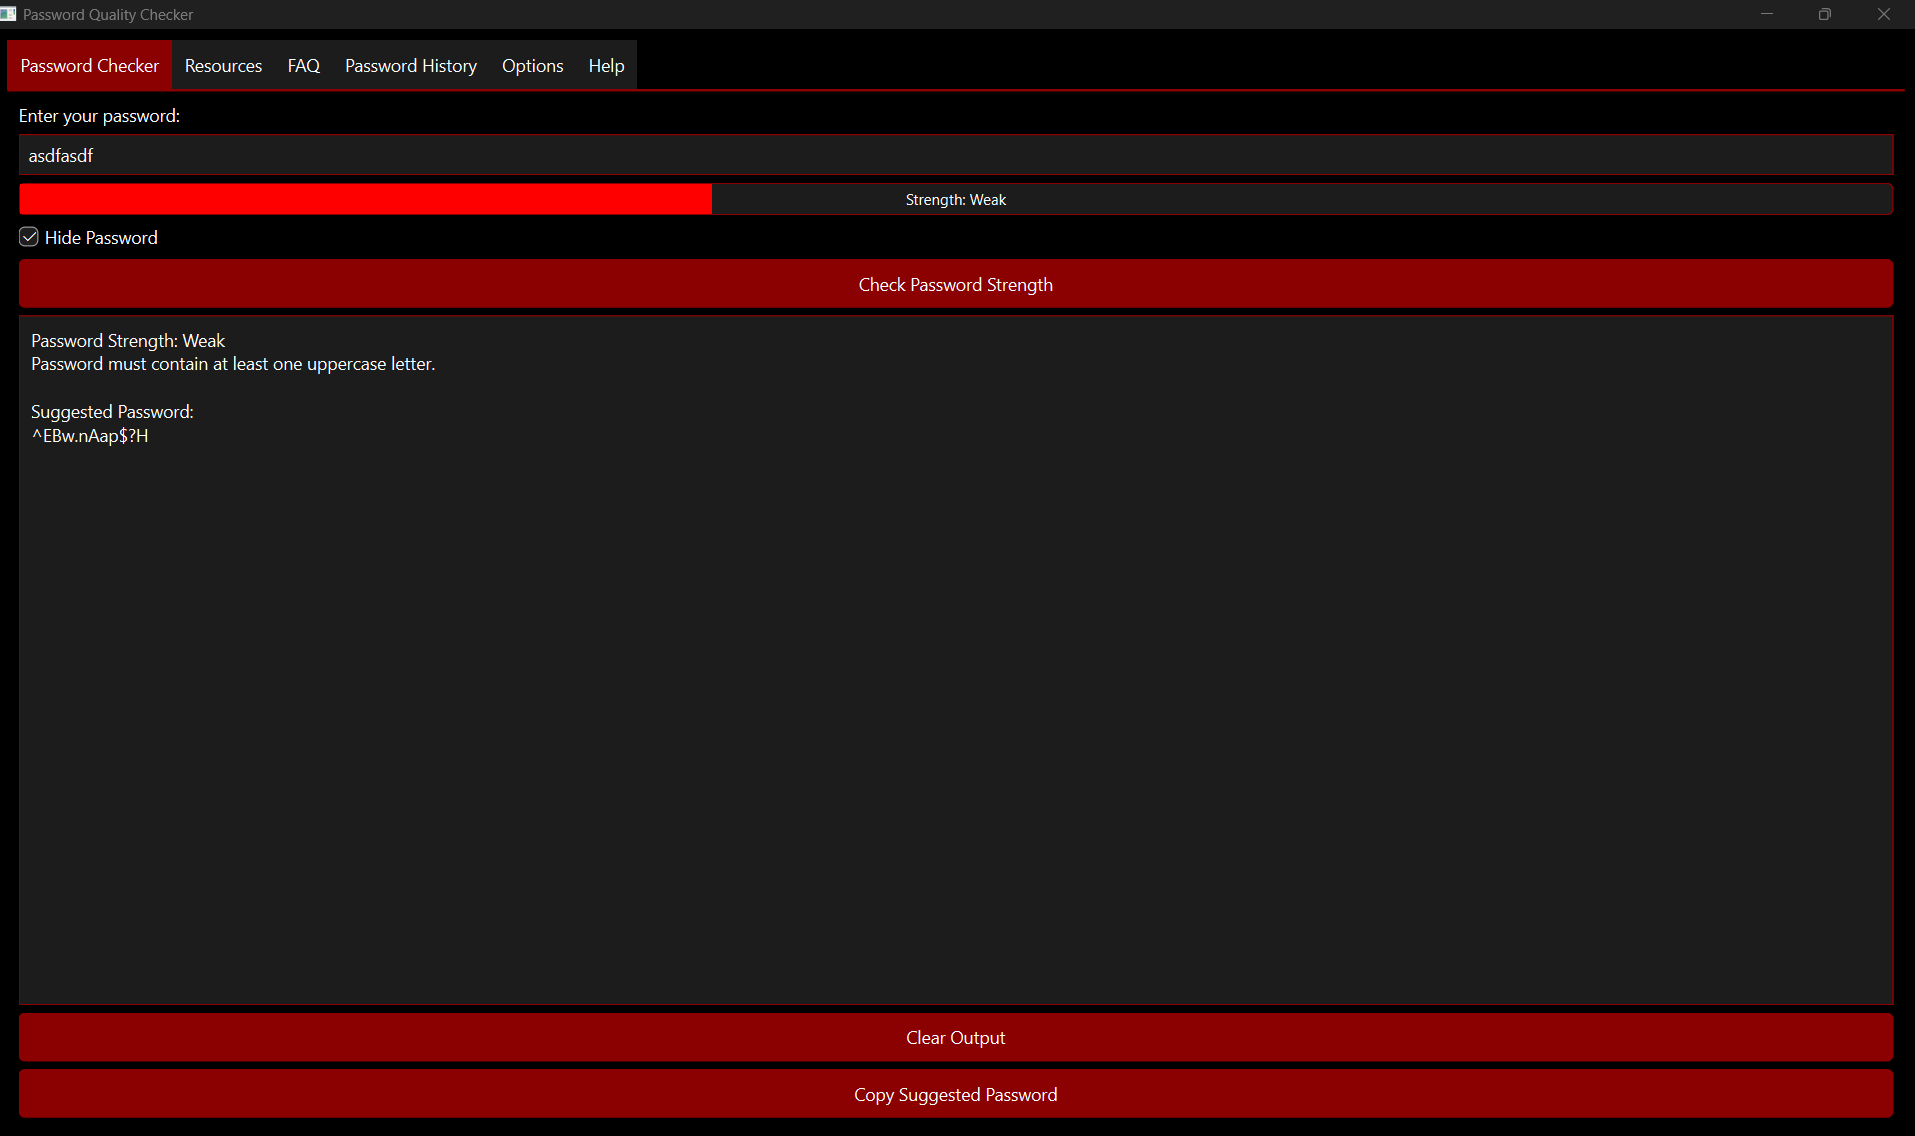 Password Quality Checker
Password Checker Resources FAQ Password History Options Help
Enter your password:
asdfasdf
Strength: Weak
Hide Password
Check Password Strength
Password Strength: Weak
Password must contain at least one uppercase letter.
Suggested Password:
^EBw.nAap$?H
Clear Output
Copy Suggested Password